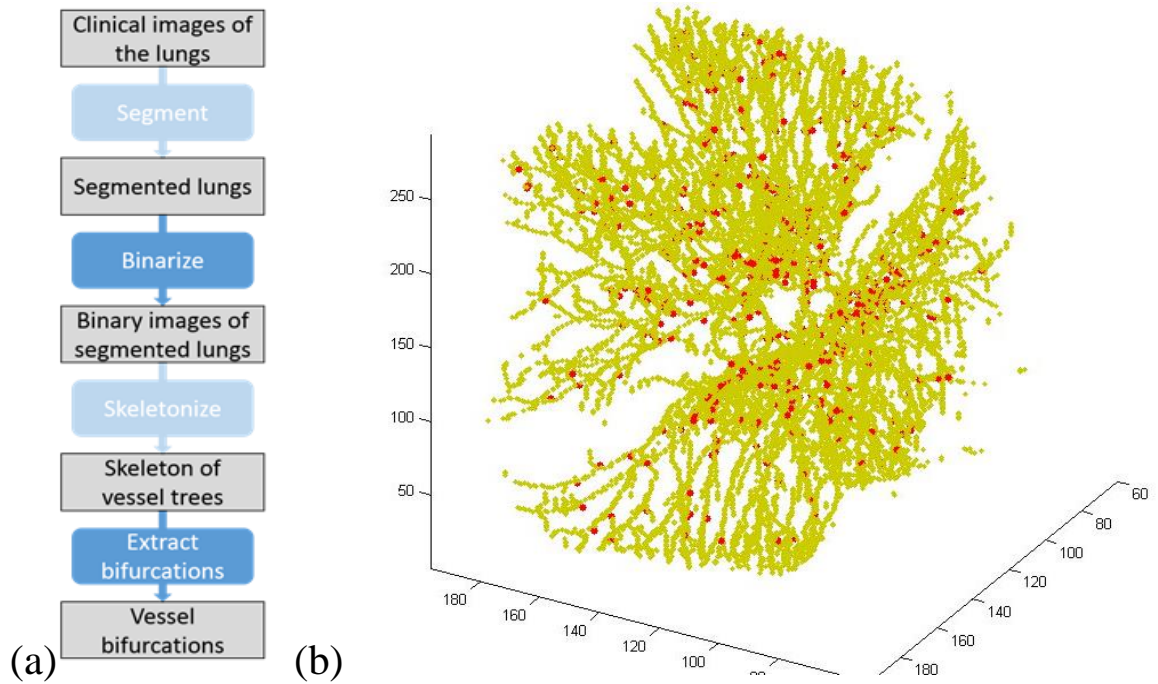 Clinical images of
the lungs
Segment
Segmented lungs
Binarize
Binary images of
segmented lungs
Skeletonize
Skeleton of
vessel trees
Extract
bifurcations
Vessel
bifurcations
(a)
250
200
150
100
50
180
160
140
120
100
60
80
100
120
140
160
180
(b)